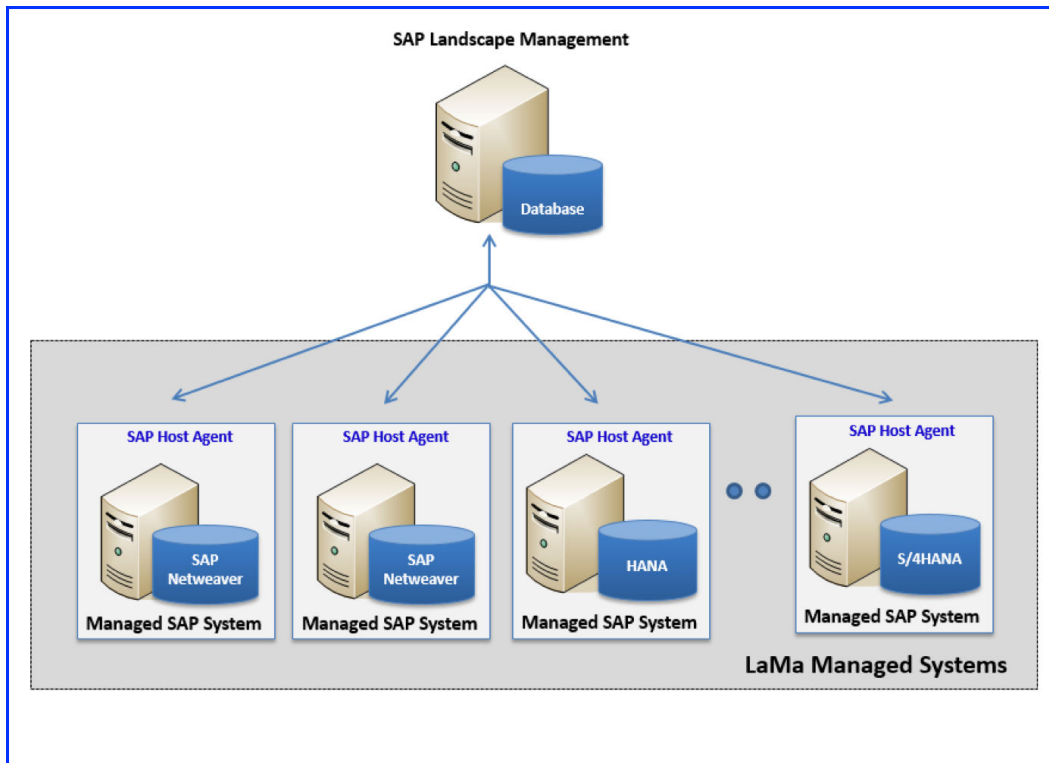 SAP Landscape Management
Database
SAP Host Agent
SAP
Netweaver
Managed SAP System
SAP Host Agent
SAP
Netweaver
Managed SAP System
SAP Host Agent
HANA
Managed SAP System
SAP Host Agent
S/4HANA
Managed SAP System
LaMa Managed Systems